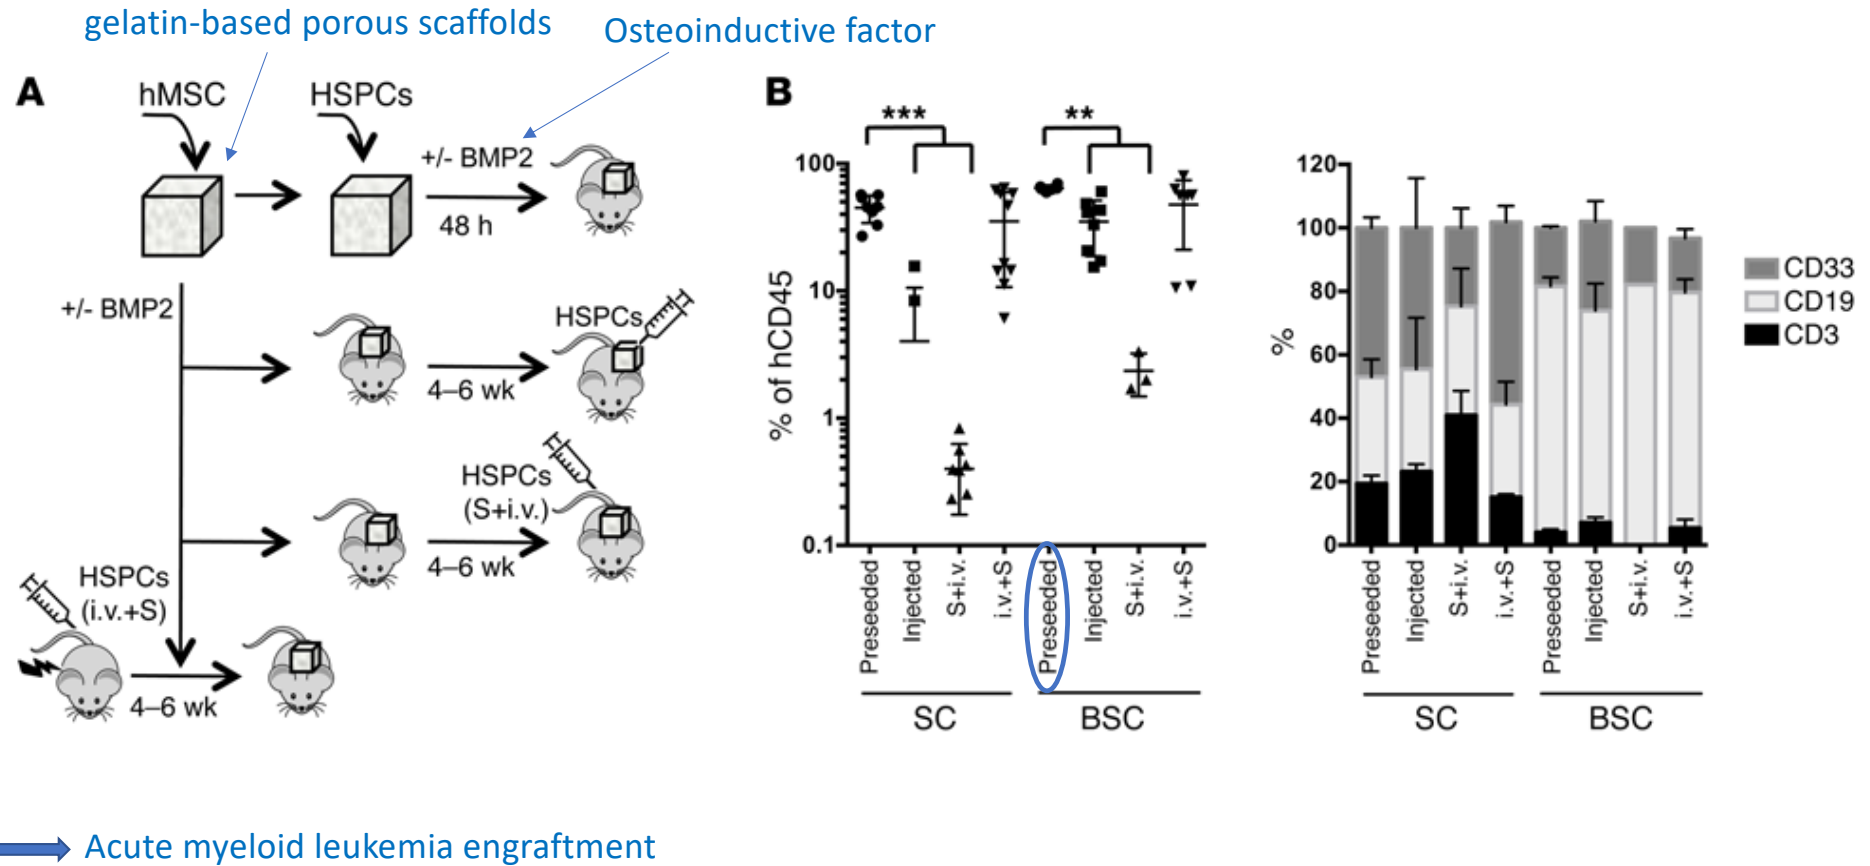 gelatin-based porous scaffolds
Osteoinductive factor
A
hMSC
HSPCs
+/- BMP2
48 h
+/- BMP2
HSPCs
4–6 wk
HSPCs
(S+i.v.)
4–6 wk
HSPCs
(i.v.+S)
4–6 wk
B
***
**
% of hCD45
100
10
1
0.1
Preseeded
Injected
S+i.v.
i.v.+S
Preseeded
Injected
S+i.v.
i.v.+S
SC
BSC
%
120
100
80
60
40
20
0
Preseeded
Injected
S+i.v.
i.v.+S
Preseeded
Injected
S+i.v.
i.v.+S
SC
BSC
CD33
CD19
CD3
Acute myeloid leukemia engraftment